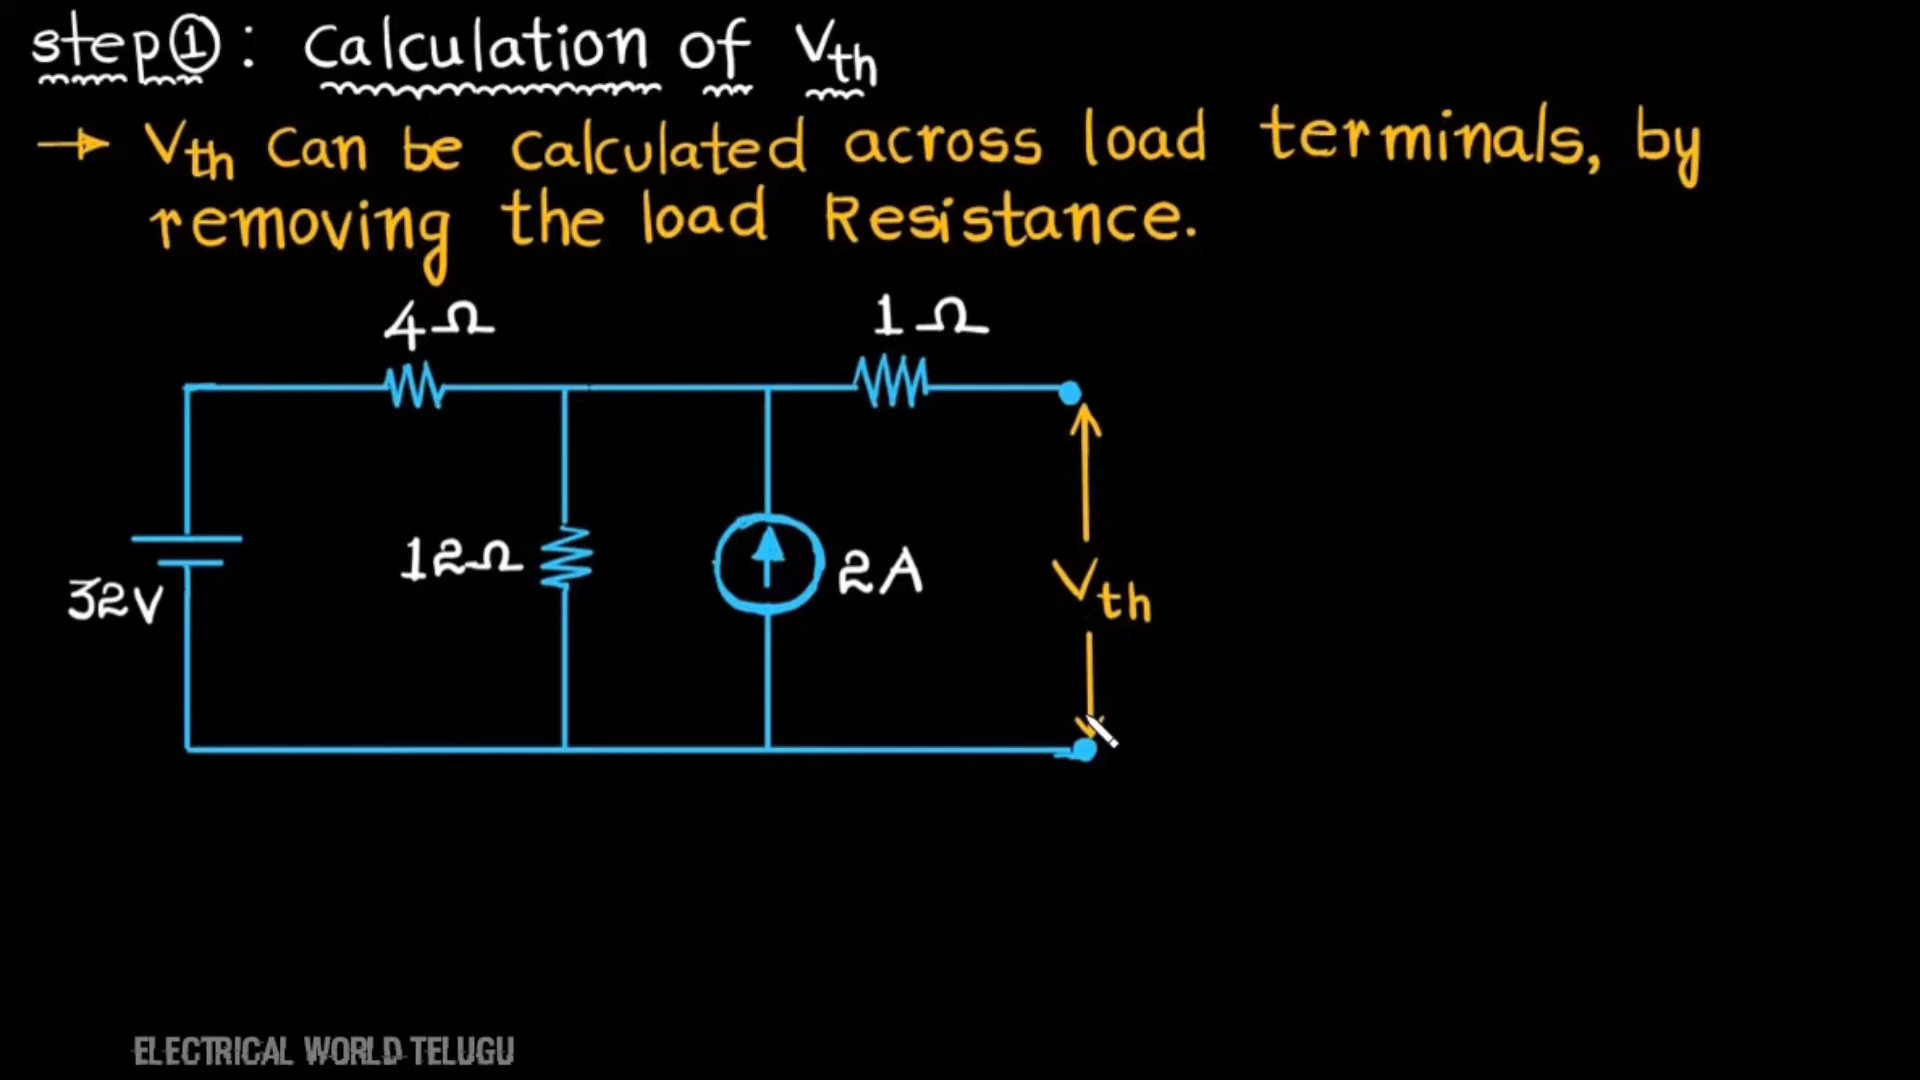 step①: Calculation of Vth
→ Vth can be calculated across load terminals, by
removing the load Resistance.
4Ω
1Ω
12Ω
2A
32V
Vth
ELECTRICAL WORLD TELUGU